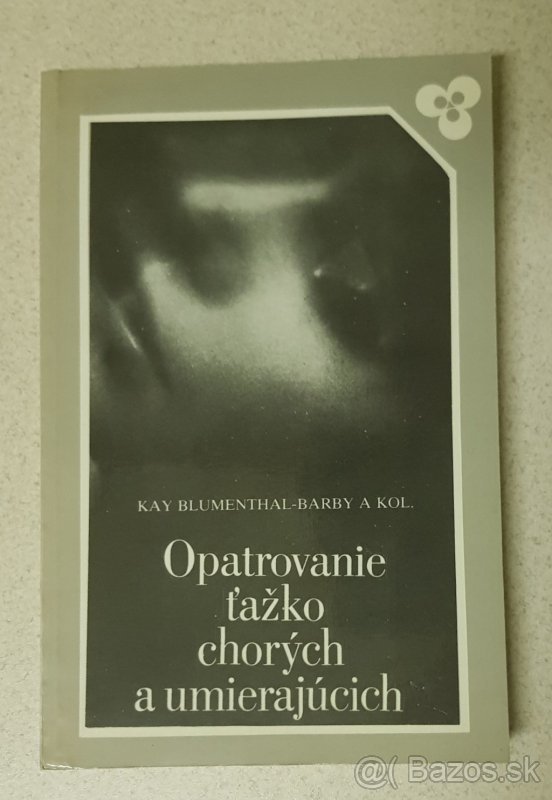 KAY BLUMENTHAL-BARBY A KOL.
Opatrovanie
ťažko
chorých
a umierajúcich
@( Bazos.sk